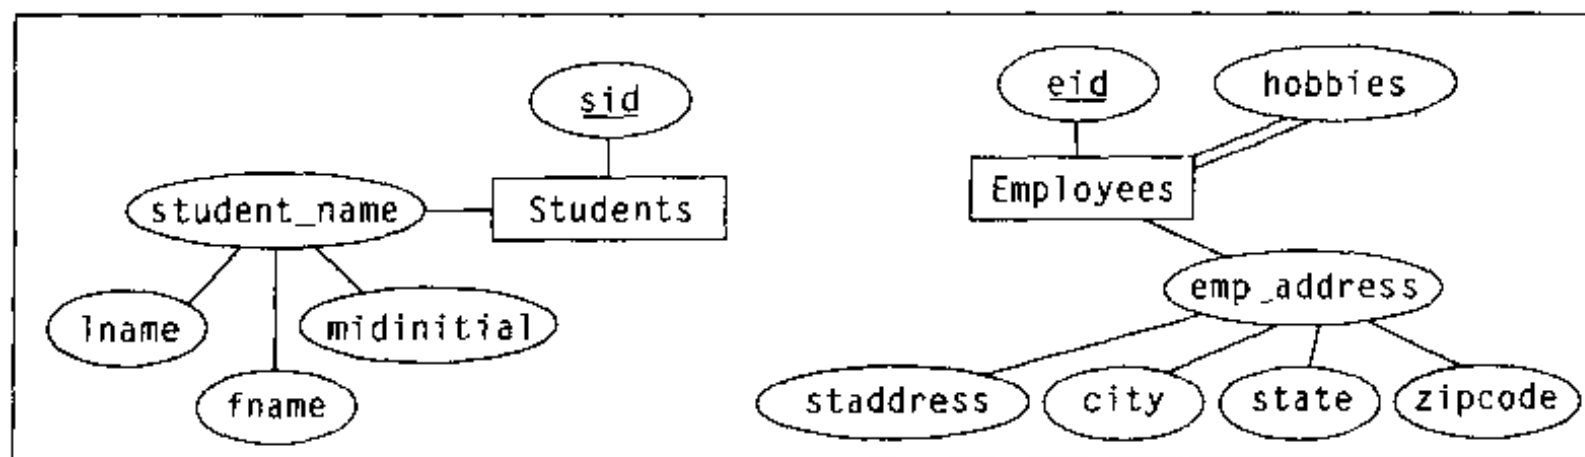 sid
student_name
Students
lname
midinitial
fname
eid
hobbies
Employees
emp_address
staddress
city
state
zipcode